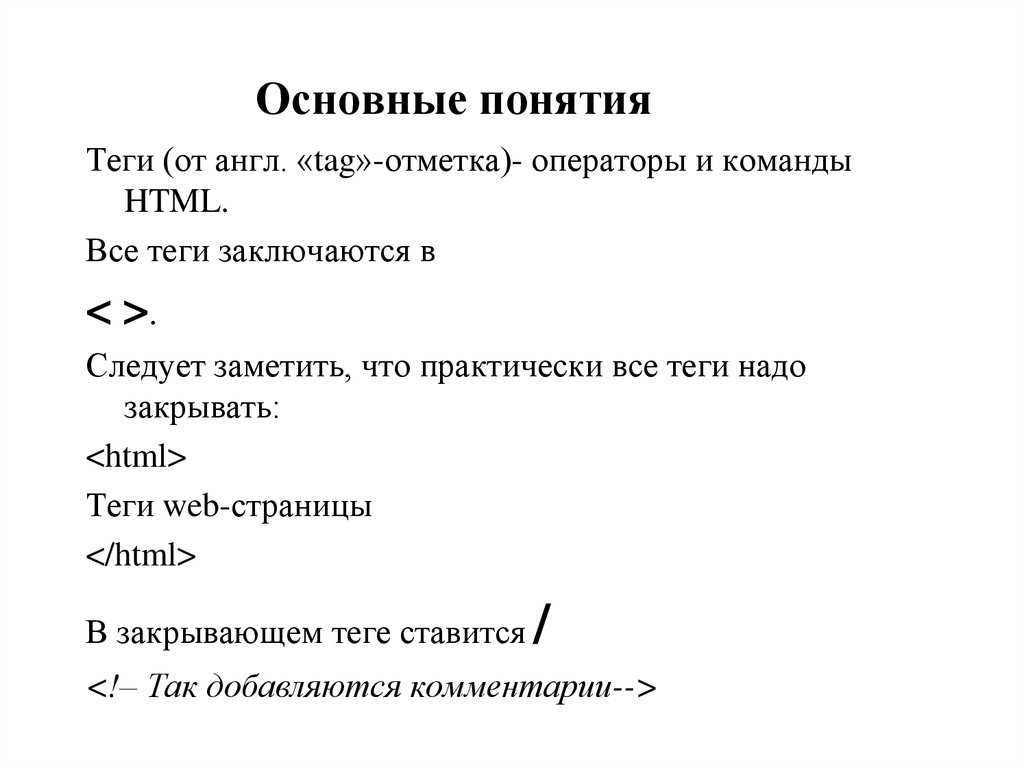 Основные понятия
Теги (от англ. «tag»-отметка)- операторы и команды
HTML.
Все теги заключаются в
< >.
Следует заметить, что практически все теги надо
закрывать:
<html>
Теги web-страницы
</html>
В закрывающем теге ставится /
<!– Так добавляются комментарии-->